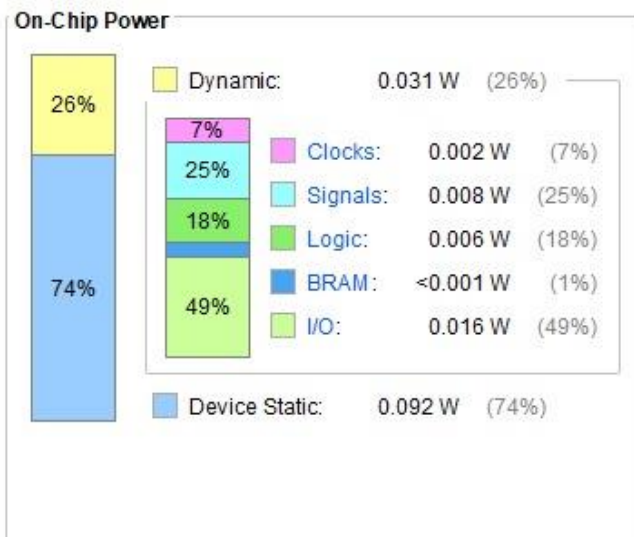 On-Chip Power
26%
74%
Dynamic: 0.031 W (26%)
7%
25%
18%
49%
Clocks: 0.002 W (7%)
Signals: 0.008 W (25%)
Logic: 0.006 W (18%)
BRAM: <0.001 W (1%)
I/O: 0.016 W (49%)
Device Static: 0.092 W (74%)